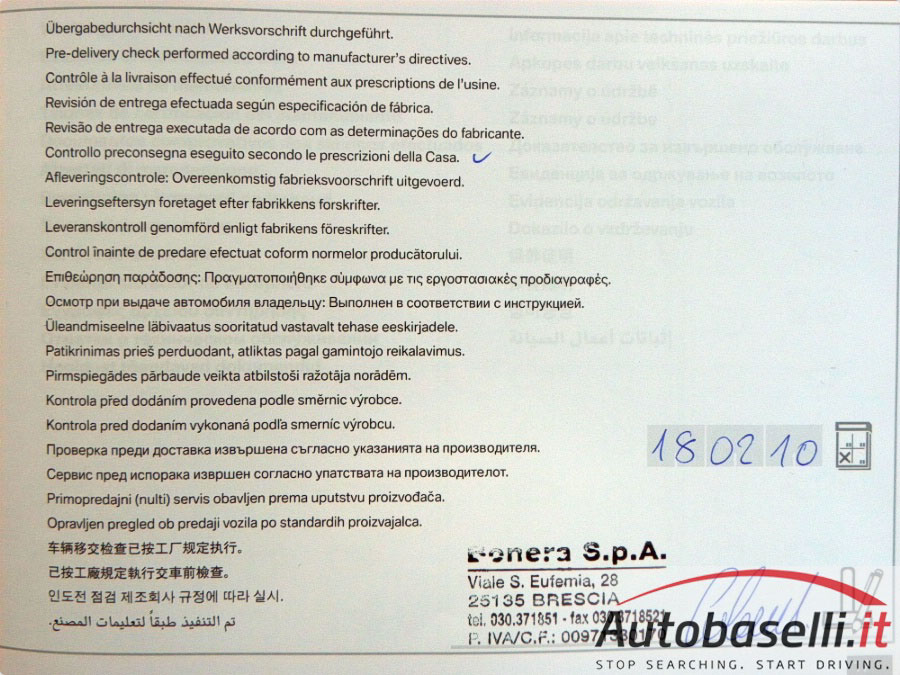 Übergabedurchsicht nach Werksvorschrift durchgeführt.
Pre-delivery check performed according to manufacturer's directives.
Contrôle à la livraison effectué conformément aux prescriptions de l'usine.
Revisión de entrega efectuada según especificación de fábrica.
Revisão de entrega executada de acordo com as determinações do fabricante.
Controllo preconsegna eseguito secondo le prescrizioni della Casa.
Afleveringscontrole: Overeenkomstig fabrieksvoorschrift uitgevoerd.
Leveringseftersyn foretaget efter fabrikkens forskrifter.
Leveranskontroll genomförd enligt fabrikens föreskrifter.
Control înainte de predare efectuat coform normelor producătorului.
Επιθεώρηση παράδοσης: Πραγματοποιήθηκε σύμφωνα με τις εργοστασιακές προδιαγραφές.
Осмотр при выдаче автомобиля владельцу: Выполнен в соответствии с инструкцией.
Üleandmiseelne läbivaatus sooritatud vastavalt tehase eeskirjadele.
Patikrinimas prieš perduodant, atliktas pagal gamintojo reikalavimus.
Pirmspiegādes pārbaude veikta atbilstoši ražotāja norādēm.
Kontrola před dodáním provedena podle směrnic výrobce.
Kontrola pred dodaním vykonaná podľa smerníc výrobcu.
Проверка преди доставка извършена съгласно указанията на производителя.
Сервис пред испорака извршен согласно упатствата на производителот.
Primopredajni (nulti) servis obavljen prema uputstvu proizvođača.
Opravljen pregled ob predaji vozila po standardih proizvajalca.
车辆移交检查已按工厂规定执行。
已按工廠規定執行交車前檢查。
인도전 점검 제조회사 규정에 따라 실시.
تم التنفيذ طبقاً لتعليمات المصنع.
18 02 10
Bonera S.p.A.
Viale S. Eufemia, 28
25135 BRESCIA
tel. 030.371851 - fax 030.3718521
P. IVA/C.F.:
Autobaselli.it
STOP SEARCHING. START DRIVING.